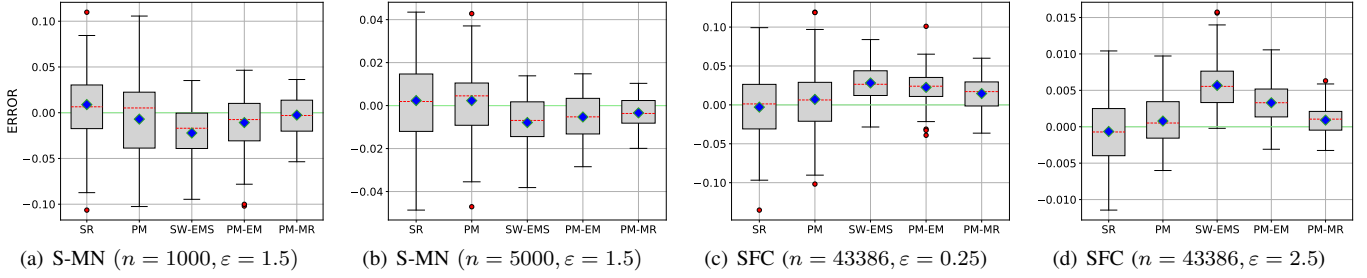 ERROR
0.10
0.05
0.00
−0.05
−0.10
SR PM SW-EMS PM-EM PM-MR
(a) S-MN (n = 1000, ε = 1.5)
0.04
0.02
0.00
−0.02
−0.04
SR PM SW-EMS PM-EM PM-MR
(b) S-MN (n = 5000, ε = 1.5)
0.10
0.05
0.00
−0.05
−0.10
SR PM SW-EMS PM-EM PM-MR
(c) SFC (n = 43386, ε = 0.25)
0.015
0.010
0.005
0.000
−0.005
−0.010
SR PM SW-EMS PM-EM PM-MR
(d) SFC (n = 43386, ε = 2.5)